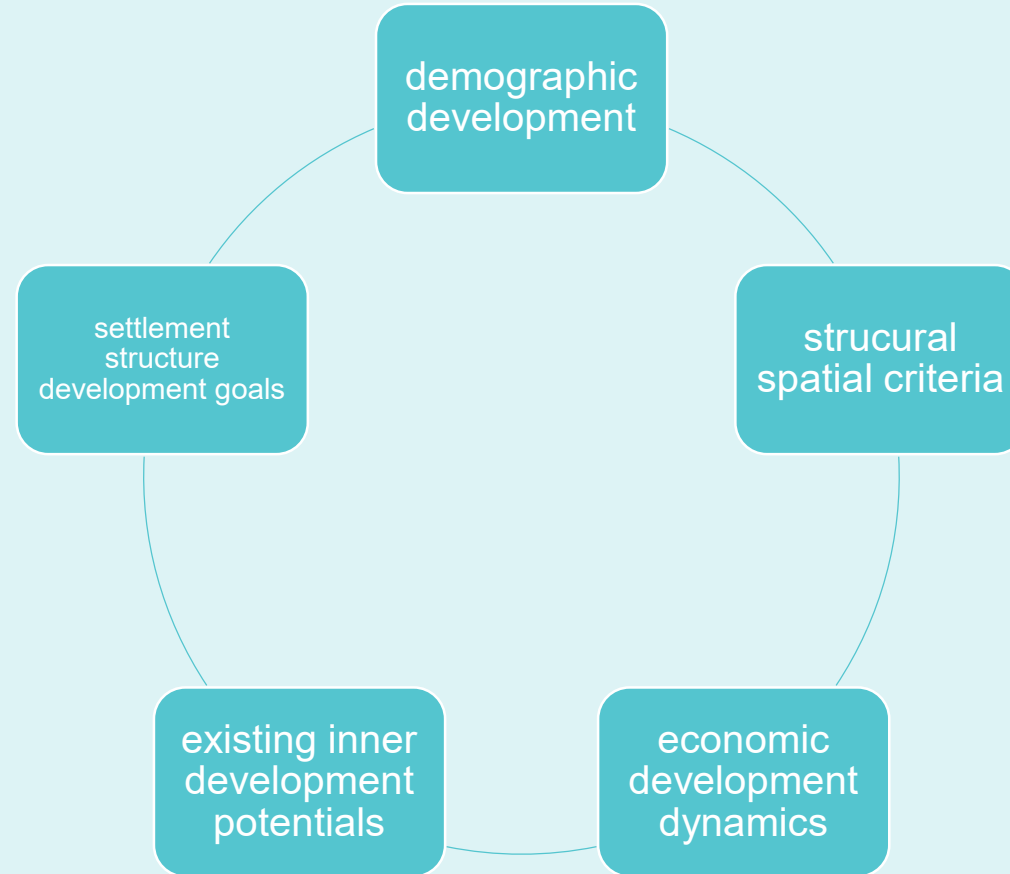 demographic
development
settlement
structure
development goals
strucural
spatial criteria
existing inner
development
potentials
economic
development
dynamics